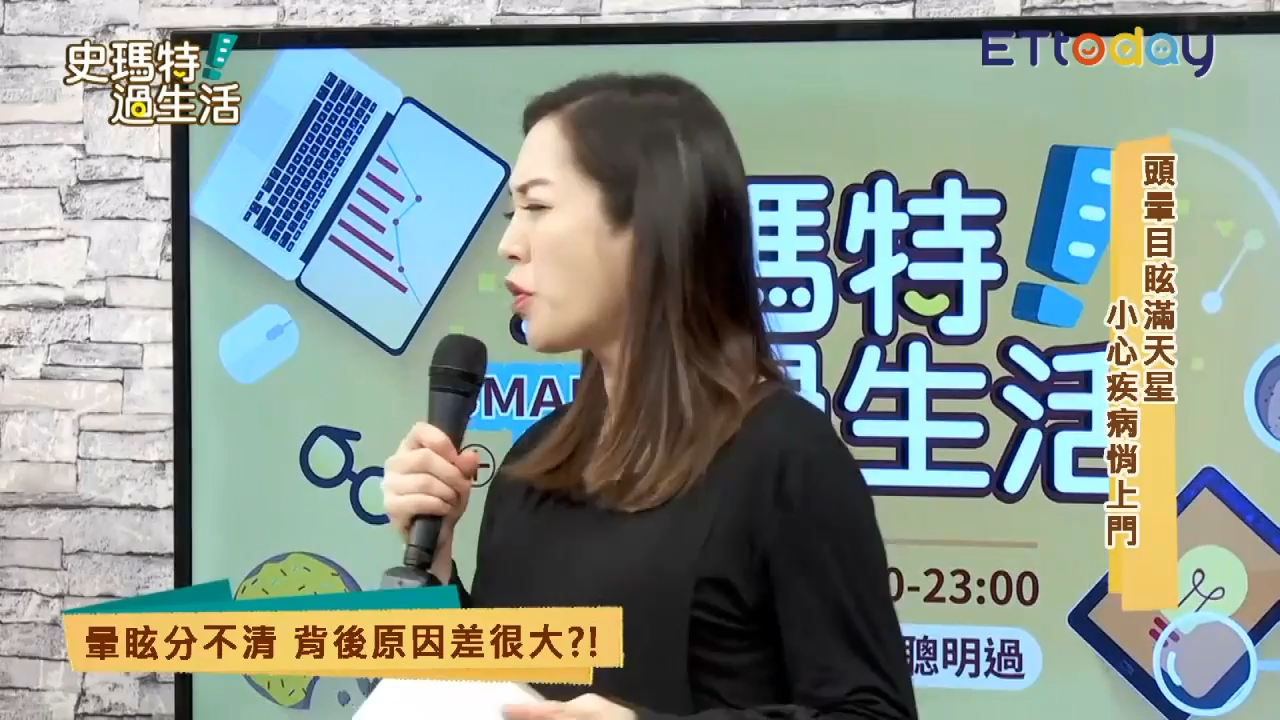 史瑪特
過生活
ETtoday
頭暈目眩滿天星
小心疾病悄上門
瑪特
SMA
過生活
0-23:00
聰明過
暈眩分不清 背後原因差很大?!